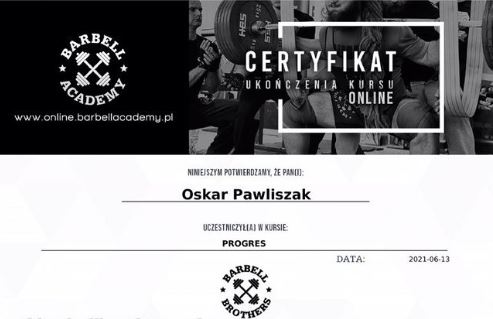 BARBELL
ACADEMY
www.online.barbellacademy.pl
CERTYFIKAT
UKOŃCZENIA KURSU
ONLINE
NINIEJSZYM POTWIERDZAMY, ŻE PAN(I):
Oskar Pawliszak
UCZESTNICZYŁ(A) W KURSIE:
PROGRES
DATA: 2021-06-13
BARBELL
BROTHERS